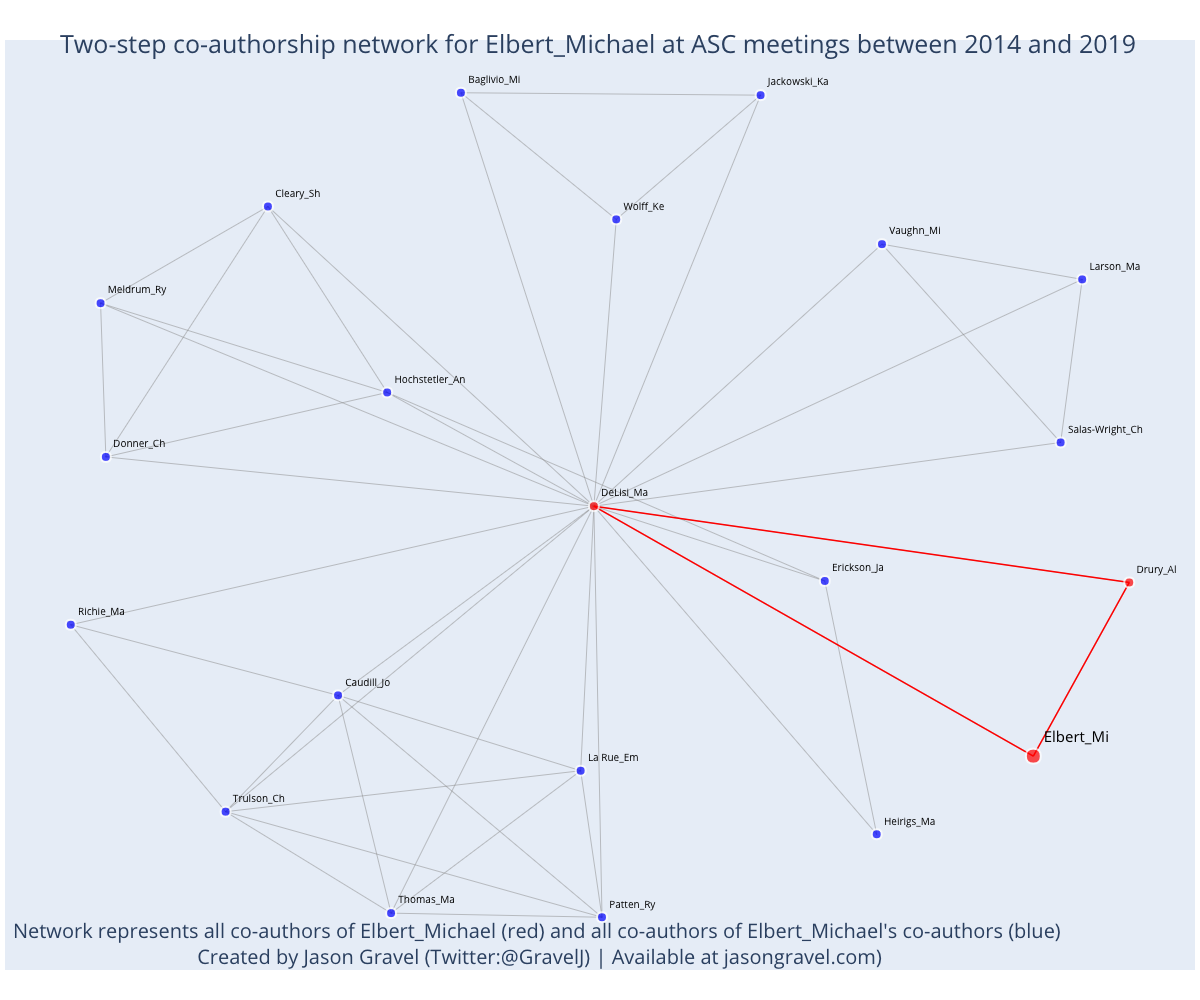 Two-step co-authorship network for Elbert_Michael at ASC meetings between 2014 and 2019
Baglivio_Mi
Jackowski_Ka
Cleary_Sh
Wolff_Ke
Vaughn_Mi
Larson_Ma
Meldrum_Ry
Hochstetler_An
Salas-Wright_Ch
Donner_Ch
DeLisi_Ma
Erickson_Ja
Drury_Al
Richie_Ma
Caudill_Jo
Elbert_Mi
La Rue_Em
Trulson_Ch
Heirigs_Ma
Thomas_Ma
Patten_Ry
Network represents all co-authors of Elbert_Michael (red) and all co-authors of Elbert_Michael's co-authors (blue)
Created by Jason Gravel (Twitter:@GravelJ) | Available at jasongravel.com)